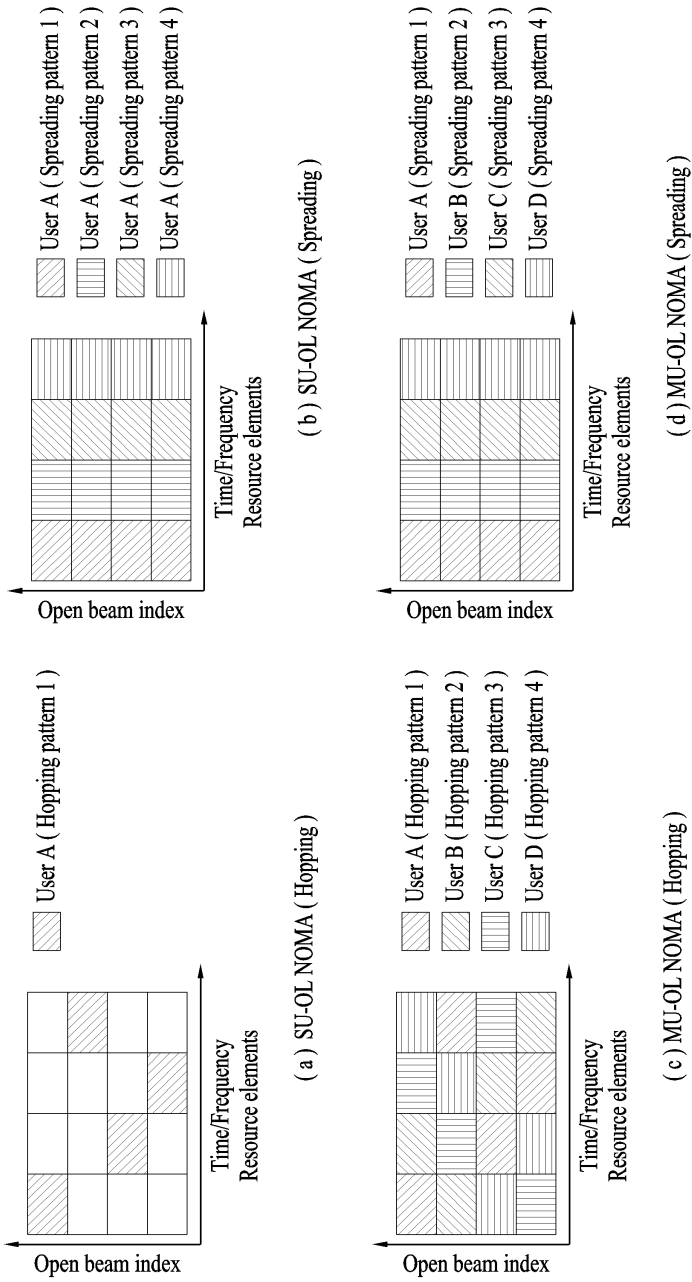 Open beam index
Time/Frequency
Resource elements
User A ( Hopping pattern 1 )
( a ) SU-OL NOMA ( Hopping )
Open beam index
Time/Frequency
Resource elements
User A ( Spreading pattern 1 )
User A ( Spreading pattern 2 )
User A ( Spreading pattern 3 )
User A ( Spreading pattern 4 )
( b ) SU-OL NOMA ( Spreading )
Open beam index
Time/Frequency
Resource elements
User A ( Hopping pattern 1 )
User B ( Hopping pattern 2 )
User C ( Hopping pattern 3 )
User D ( Hopping pattern 4 )
( c ) MU-OL NOMA ( Hopping )
Open beam index
Time/Frequency
Resource elements
User A ( Spreading pattern 1 )
User B ( Spreading pattern 2 )
User C ( Spreading pattern 3 )
User D ( Spreading pattern 4 )
( d ) MU-OL NOMA ( Spreading )